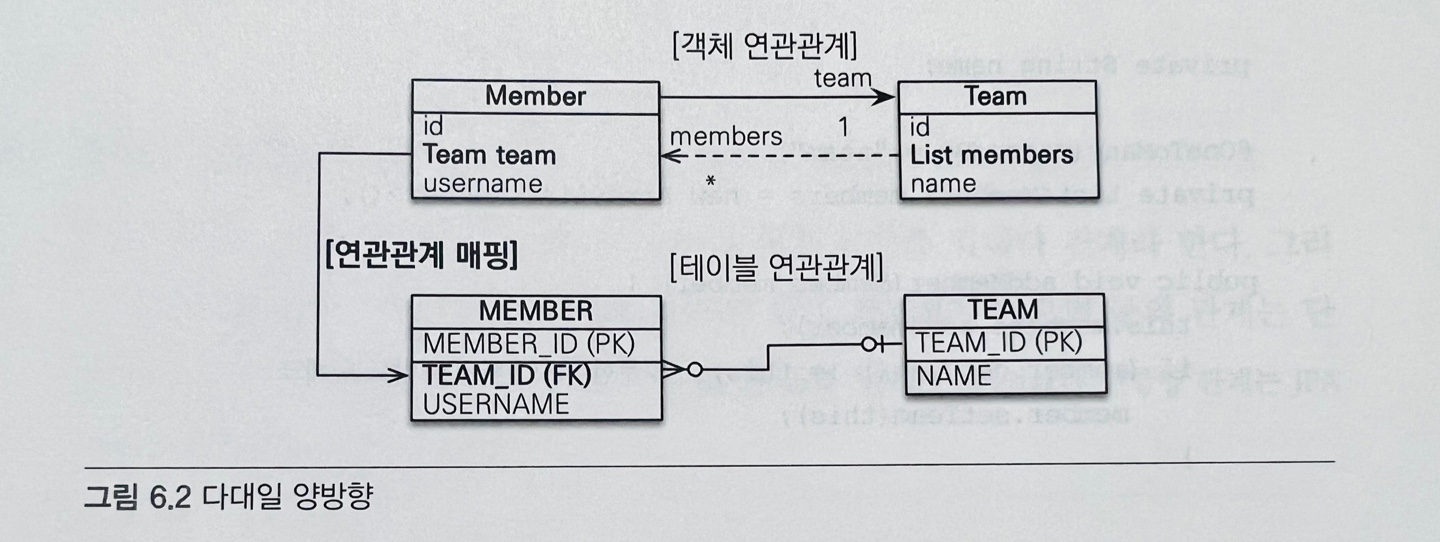 [객체 연관관계]
Member
id
Team team
username
team
1
members
*
Team
id
List members
name
[연관관계 매핑]
[테이블 연관관계]
MEMBER
MEMBER_ID (PK)
TEAM_ID (FK)
USERNAME
TEAM
TEAM_ID (PK)
NAME
그림 6.2 다대일 양방향